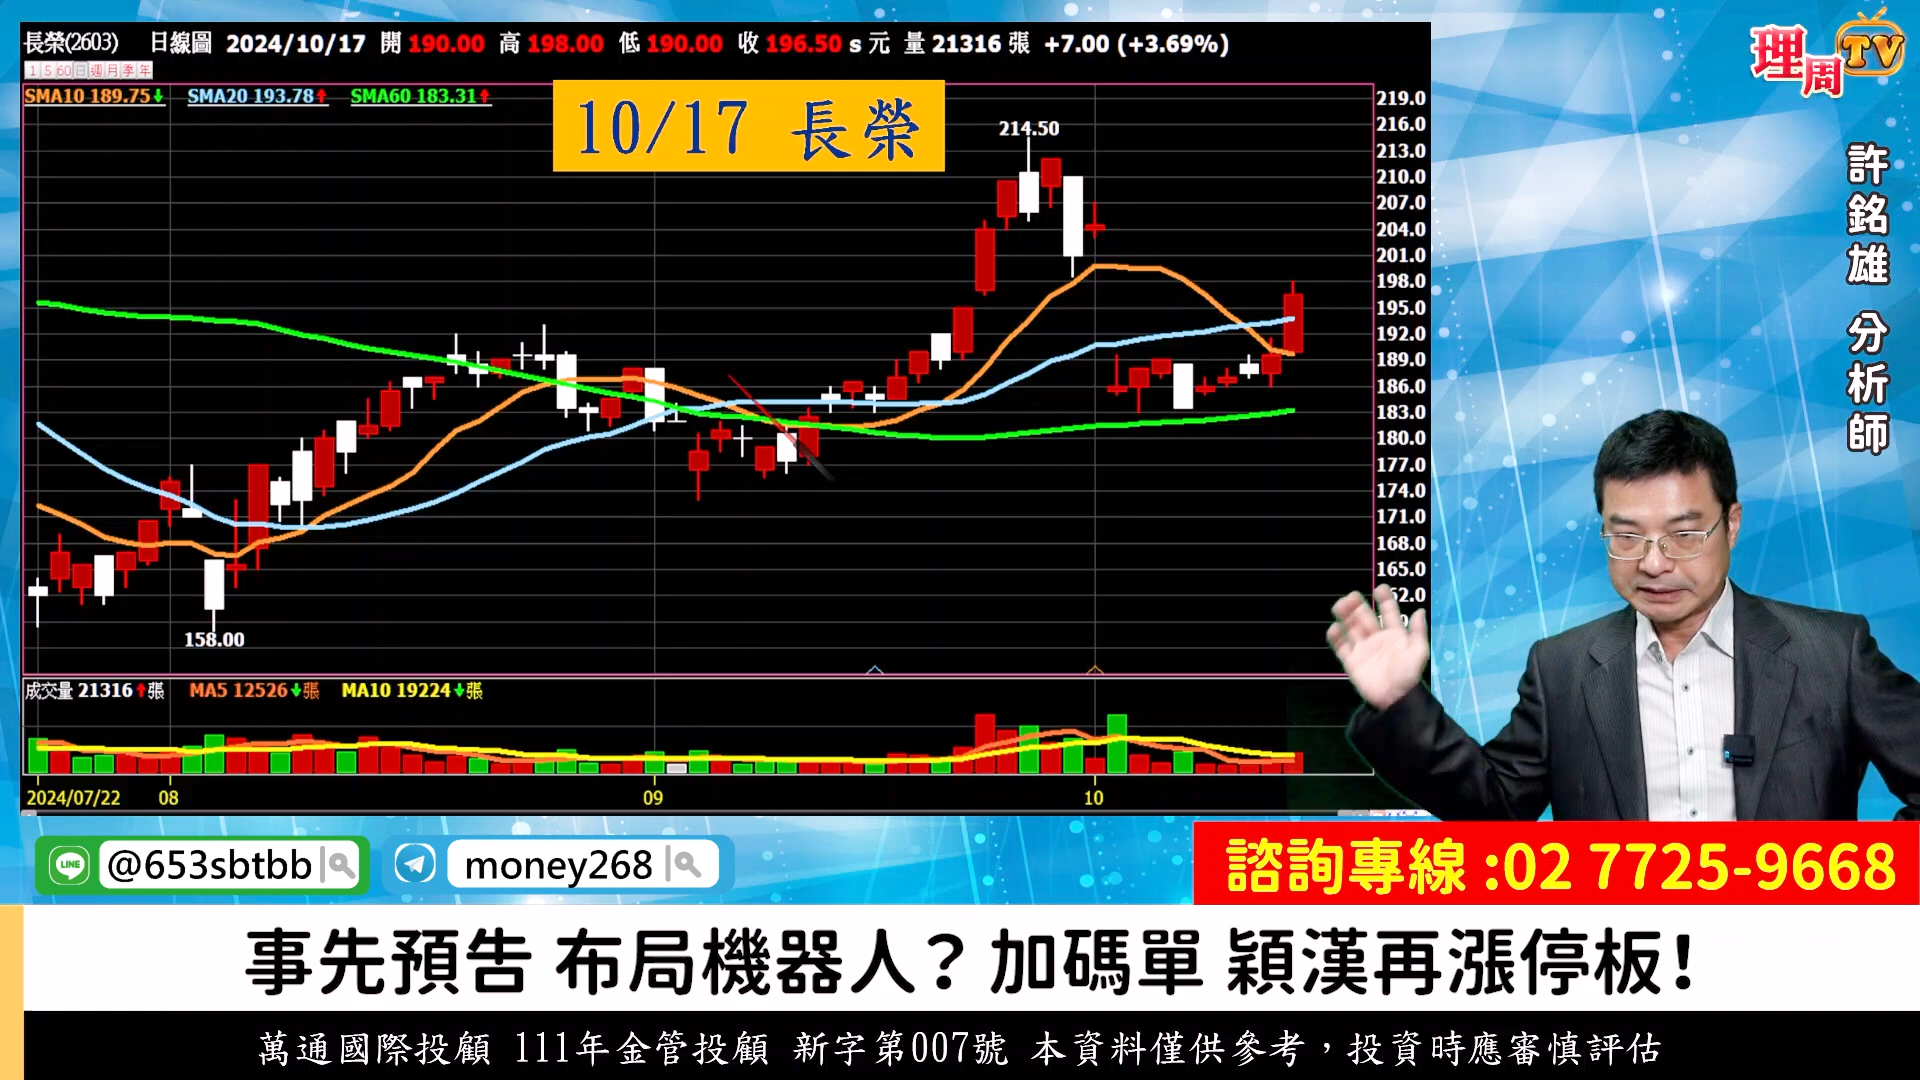 長榮(2603) 日線圖 2024/10/17 開 190.00 高 198.00 低 190.00 收 196.50 s 元 量 21316 張 +7.00 (+3.69%)
1 5 60 日 週 月 季 年
SMA10 189.75↓ SMA20 193.78↑ SMA60 183.31↑
10/17 長榮
214.50
158.00
219.0
216.0
213.0
210.0
207.0
204.0
201.0
198.0
195.0
192.0
189.0
186.0
183.0
180.0
177.0
174.0
171.0
168.0
165.0
成交量 21316↑張 MA5 12526↓張 MA10 19224↓張
2024/07/22 08 09 10
理周TV
許銘雄 分析師
LINE @653sbtbb
money268
諮詢專線 :02 7725-9668
事先預告 布局機器人? 加碼單 穎漢再漲停板!
萬通國際投顧 111年金管投顧 新字第007號 本資料僅供參考，投資時應審慎評估